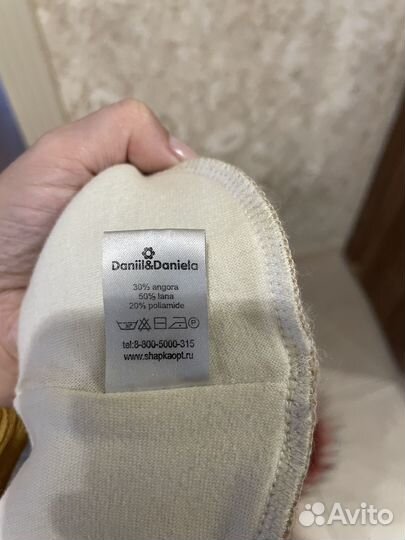 Daniil&Daniela
30% angora
50% lana
20% poliamide
tel:8-800-5000-315
www.shapkaopt.ru
Avito